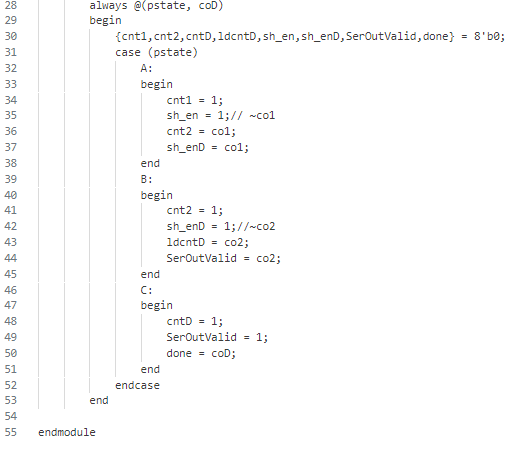 28 always @(pstate, coD)
29 begin
30 {cnt1,cnt2,cntD,ldcntD,sh_en,sh_enD,SerOutValid,done} = 8'b0;
31 case (pstate)
32 A:
33 begin
34 cnt1 = 1;
35 sh_en = 1;// ~co1
36 cnt2 = co1;
37 sh_enD = co1;
38 end
39 B:
40 begin
41 cnt2 = 1;
42 sh_enD = 1;//~co2
43 ldcntD = co2;
44 SerOutValid = co2;
45 end
46 C:
47 begin
48 cntD = 1;
49 SerOutValid = 1;
50 done = coD;
51 end
52 endcase
53 end
54
55 endmodule